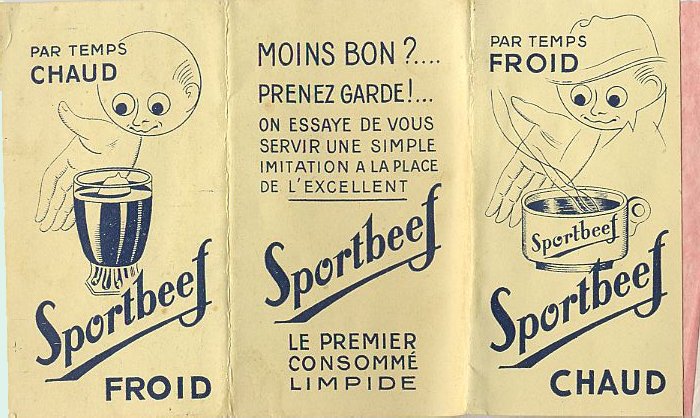 PAR TEMPS
CHAUD
Sportbeef
FROID
MOINS BON ?....
PRENEZ GARDE!...
ON ESSAYE DE VOUS
SERVIR UNE SIMPLE
IMITATION A LA PLACE
DE L'EXCELLENT
Sportbeef
LE PREMIER
CONSOMMÉ
LIMPIDE
PAR TEMPS
FROID
Sportbeef
Sportbeef
CHAUD